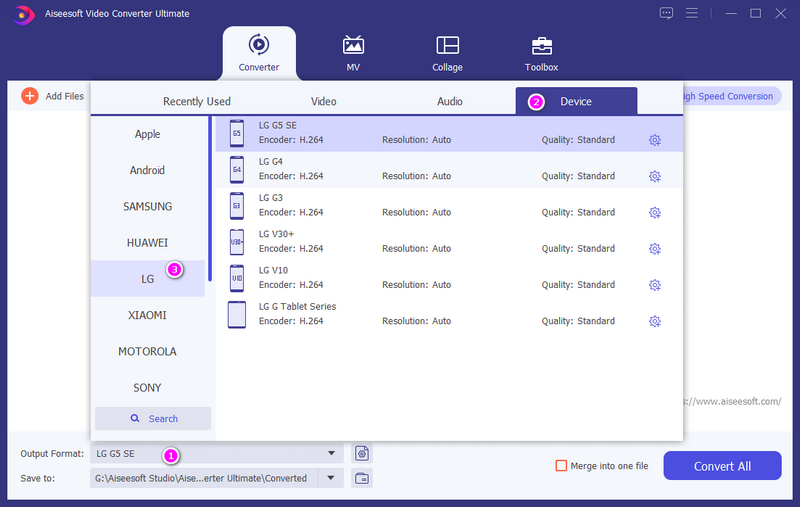 Aiseesoft Video Converter Ultimate
Converter
MV
Collage
Toolbox
Add Files
High Speed Conversion
Recently Used
Video
Audio
2
Device
Apple
Android
SAMSUNG
HUAWEI
LG
3
XIAOMI
MOTOROLA
SONY
Search
G5
LG G5 SE
Encoder: H.264
Resolution: Auto
Quality: Standard
G4
LG G4
Encoder: H.264
Resolution: Auto
Quality: Standard
G3
LG G3
Encoder: H.264
Resolution: Auto
Quality: Standard
V30+
LG V30+
Encoder: H.264
Resolution: Auto
Quality: Standard
V10
LG V10
Encoder: H.264
Resolution: Auto
Quality: Standard
LG G Tablet Series
Encoder: H.264
Resolution: Auto
Quality: Standard
s://www.aiseesoft.com/
Output Format:
LG G5 SE
1
Save to:
G:\Aiseesoft Studio\Aise...erter Ultimate\Converted
Merge into one file
Convert All